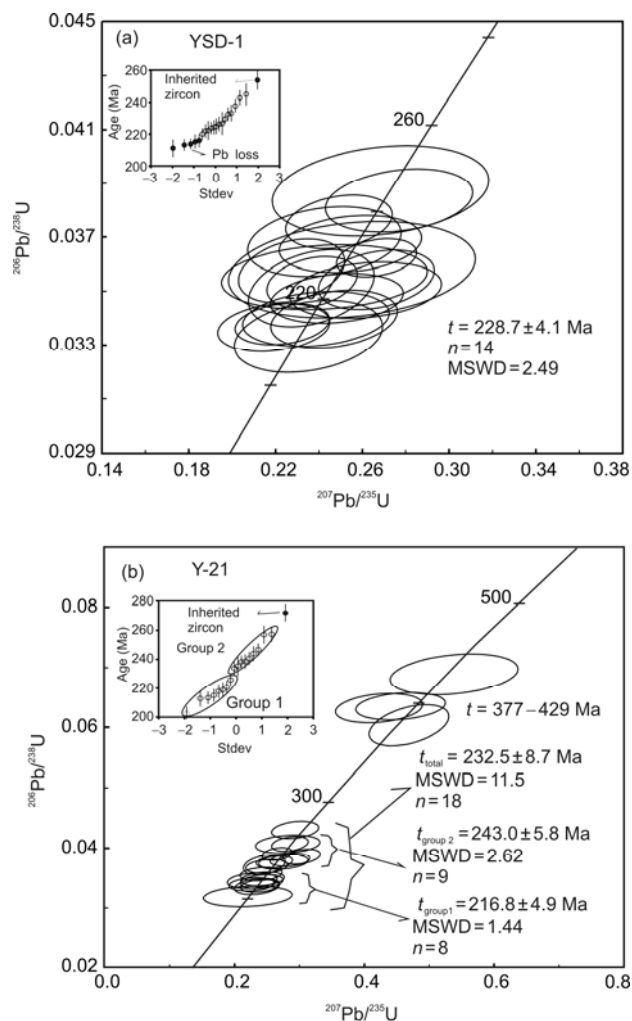 (a) YSD-1
0.045
0.041
0.037
0.033
0.029
²⁰⁶Pb/²³⁸U
0.14 0.18 0.22 0.26 0.30 0.34 0.38
²⁰⁷Pb/²³⁵U
260
220
Age (Ma)
260
240
220
200
Inherited
zircon
Pb loss
−3 −2 −1 0 1 2 3
Stdev
t = 228.7±4.1 Ma
n=14
MSWD=2.49
(b) Y-21
0.08
0.06
0.04
0.02
²⁰⁶Pb/²³⁸U
0.0 0.2 0.4 0.6 0.8
²⁰⁷Pb/²³⁵U
500
300
Age (Ma)
280
260
240
220
200
Inherited
zircon
Group 2
Group 1
−3 −2 −1 0 1 2 3
Stdev
t = 377–429 Ma
t total = 232.5±8.7 Ma
MSWD=11.5
n=18
t group 2 = 243.0±5.8 Ma
MSWD=2.62
n=9
t group1 = 216.8±4.9 Ma
MSWD=1.44
n=8